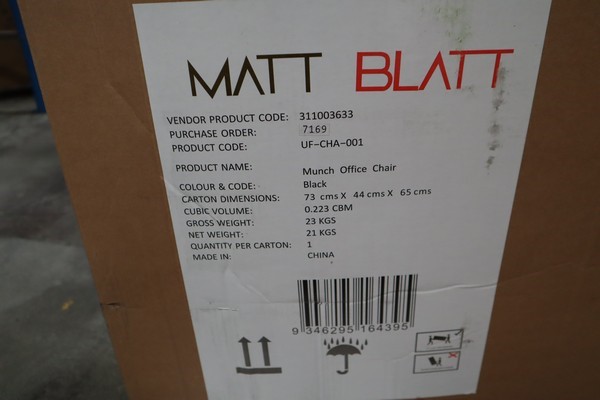 MATT BLATT
VENDOR PRODUCT CODE: 311003633
PURCHASE ORDER: 7169
PRODUCT CODE: UF-CHA-001
PRODUCT NAME: Munch Office Chair
COLOUR & CODE: Black
CARTON DIMENSIONS: 73 cms X 44 cms X 65 cms
CUBIC VOLUME: 0.223 CBM
GROSS WEIGHT: 23 KGS
NET WEIGHT: 21 KGS
QUANTITY PER CARTON: 1
MADE IN: CHINA
9 346295 164395